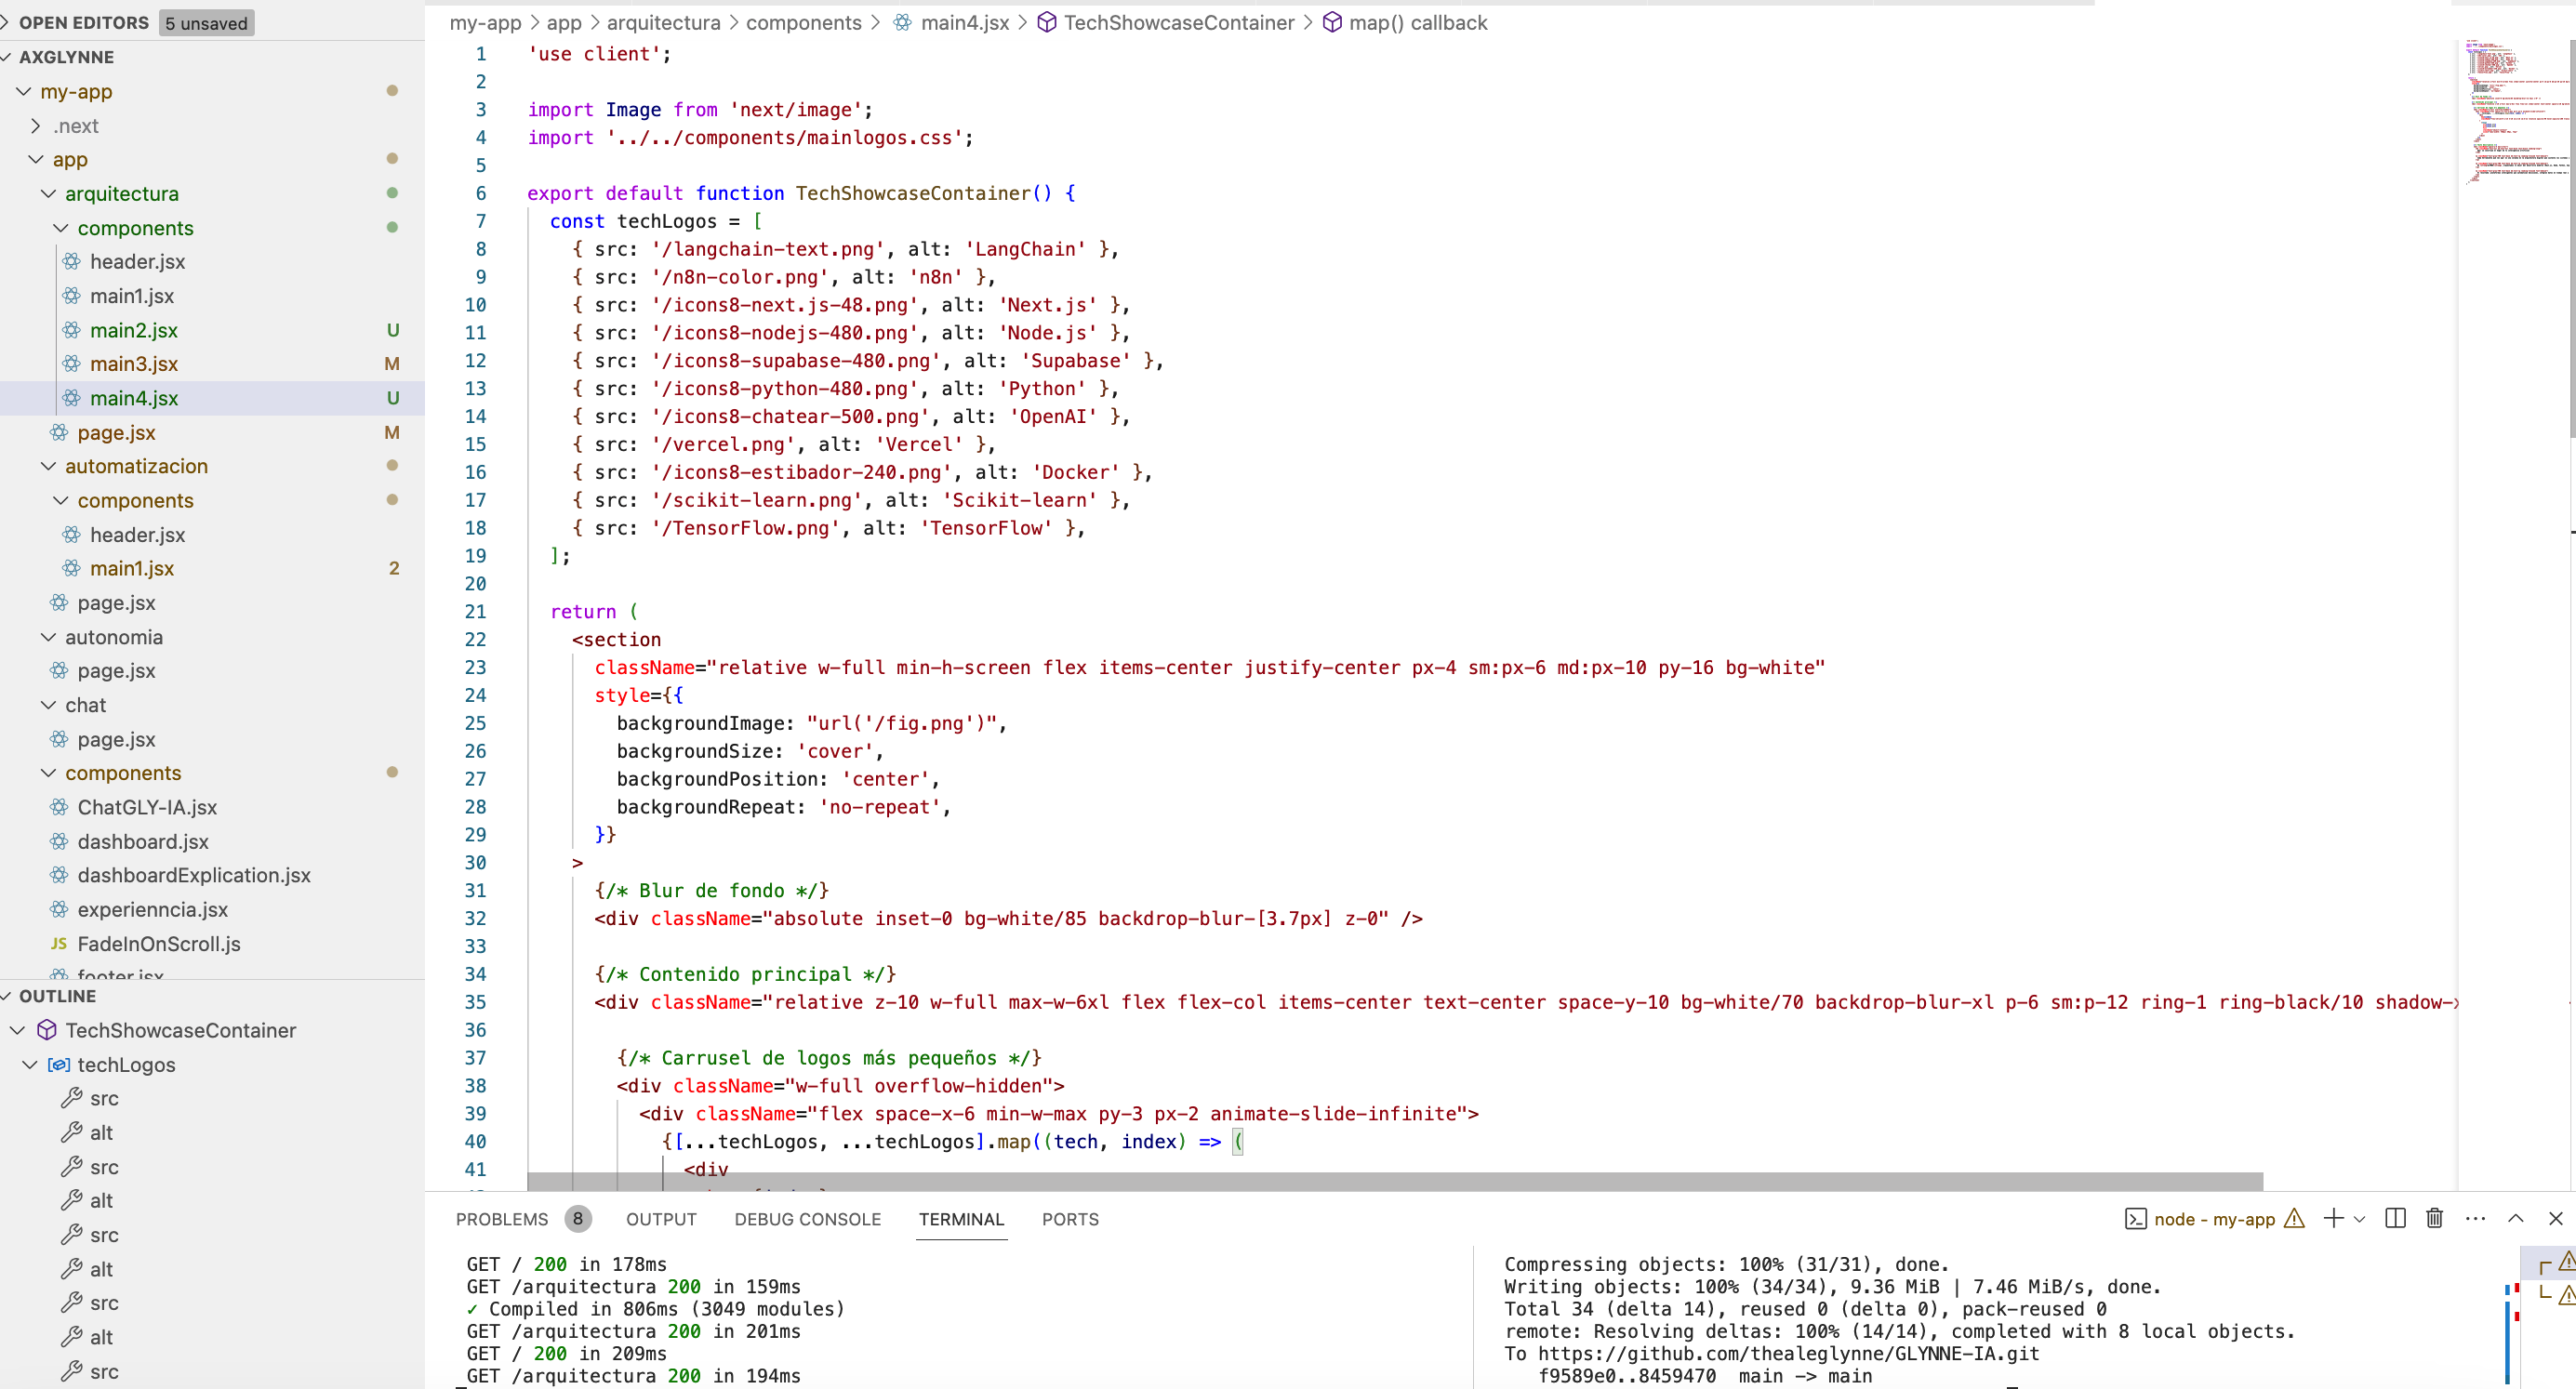 OPEN EDITORS 5 unsaved
AXGLYNNE
my-app
.next
app
arquitectura
components
header.jsx
main1.jsx
main2.jsx U
main3.jsx M
main4.jsx U
page.jsx M
automatizacion
components
header.jsx
main1.jsx 2
page.jsx
autonomia
page.jsx
chat
page.jsx
components
ChatGLY-IA.jsx
dashboard.jsx
dashboardExplication.jsx
experienncia.jsx
JS FadeInOnScroll.js
footer.jsx
OUTLINE
TechShowcaseContainer
techLogos
src
alt
src
alt
src
alt
src
alt
src
my-app > app > arquitectura > components > main4.jsx > TechShowcaseContainer > map() callback
1 'use client';
2
3 import Image from 'next/image';
4 import '../../components/mainlogos.css';
5
6 export default function TechShowcaseContainer() {
7 const techLogos = [
8 { src: '/langchain-text.png', alt: 'LangChain' },
9 { src: '/n8n-color.png', alt: 'n8n' },
10 { src: '/icons8-next.js-48.png', alt: 'Next.js' },
11 { src: '/icons8-nodejs-480.png', alt: 'Node.js' },
12 { src: '/icons8-supabase-480.png', alt: 'Supabase' },
13 { src: '/icons8-python-480.png', alt: 'Python' },
14 { src: '/icons8-chatear-500.png', alt: 'OpenAI' },
15 { src: '/vercel.png', alt: 'Vercel' },
16 { src: '/icons8-estibador-240.png', alt: 'Docker' },
17 { src: '/scikit-learn.png', alt: 'Scikit-learn' },
18 { src: '/TensorFlow.png', alt: 'TensorFlow' },
19 ];
20
21 return (
22 <section
23 className="relative w-full min-h-screen flex items-center justify-center px-4 sm:px-6 md:px-10 py-16 bg-white"
24 style={{
25 backgroundImage: "url('/fig.png')",
26 backgroundSize: 'cover',
27 backgroundPosition: 'center',
28 backgroundRepeat: 'no-repeat',
29 }}
30 >
31 {/* Blur de fondo */}
32 <div className="absolute inset-0 bg-white/85 backdrop-blur-[3.7px] z-0" />
33
34 {/* Contenido principal */}
35 <div className="relative z-10 w-full max-w-6xl flex flex-col items-center text-center space-y-10 bg-white/70 backdrop-blur-xl p-6 sm:p-12 ring-1 ring-black/10 shadow-x
36
37 {/* Carrusel de logos más pequeños */}
38 <div className="w-full overflow-hidden">
39 <div className="flex space-x-6 min-w-max py-3 px-2 animate-slide-infinite">
40 {[...techLogos, ...techLogos].map((tech, index) => (
41 <div
PROBLEMS 8 OUTPUT DEBUG CONSOLE TERMINAL PORTS
node - my-app
GET / 200 in 178ms
GET /arquitectura 200 in 159ms
✓ Compiled in 806ms (3049 modules)
GET /arquitectura 200 in 201ms
GET / 200 in 209ms
GET /arquitectura 200 in 194ms
Compressing objects: 100% (31/31), done.
Writing objects: 100% (34/34), 9.36 MiB | 7.46 MiB/s, done.
Total 34 (delta 14), reused 0 (delta 0), pack-reused 0
remote: Resolving deltas: 100% (14/14), completed with 8 local objects.
To https://github.com/thealeglynne/GLYNNE-IA.git
f9589e0..8459470 main -> main